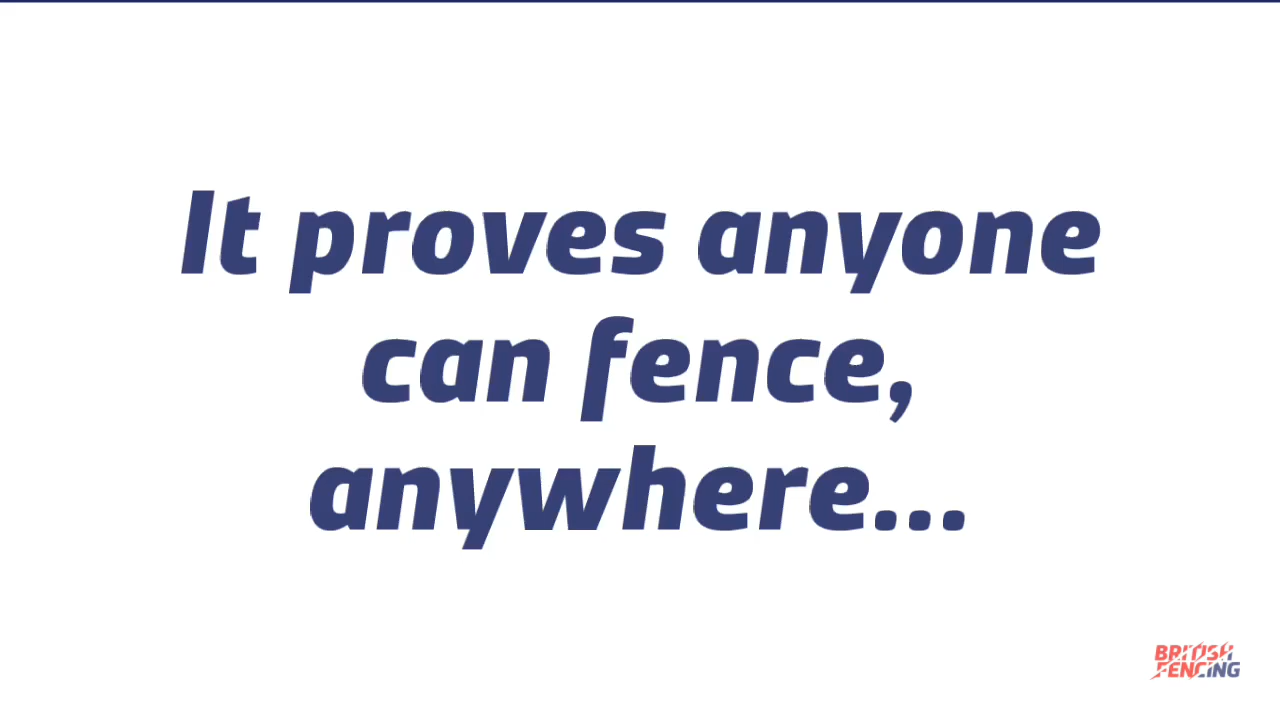 It proves anyone
can fence,
anywhere...
BRITISH
FENCING